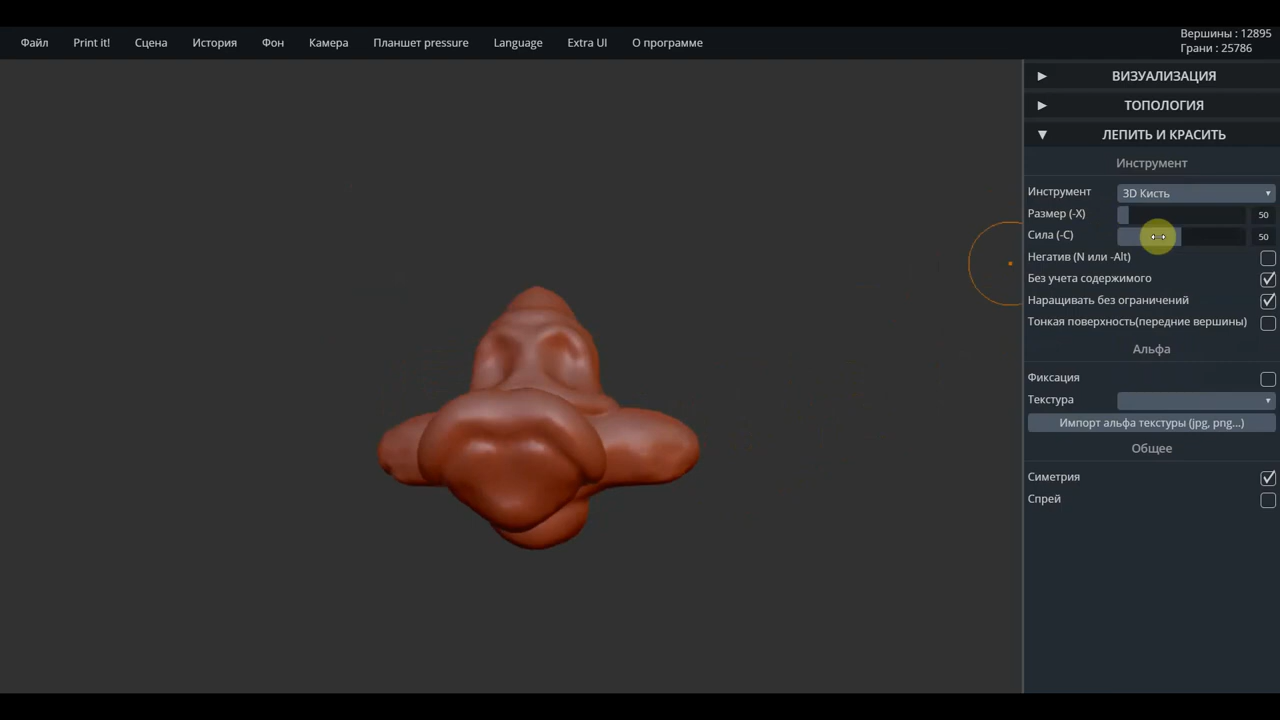 Файл Print it! Сцена История Фон Камера Планшет pressure Language Extra UI О программе
Вершины : 12895
Грани : 25786
ВИЗУАЛИЗАЦИЯ
ТОПОЛОГИЯ
ЛЕПИТЬ И КРАСИТЬ
Инструмент
Инструмент 3D Кисть
Размер (-X) 50
Сила (-C) 50
Негатив (N или -Alt)
Без учета содержимого
Наращивать без ограничений
Тонкая поверхность(передние вершины)
Альфа
Фиксация
Текстура
Импорт альфа текстуры (jpg, png...)
Общее
Симетрия
Спрей